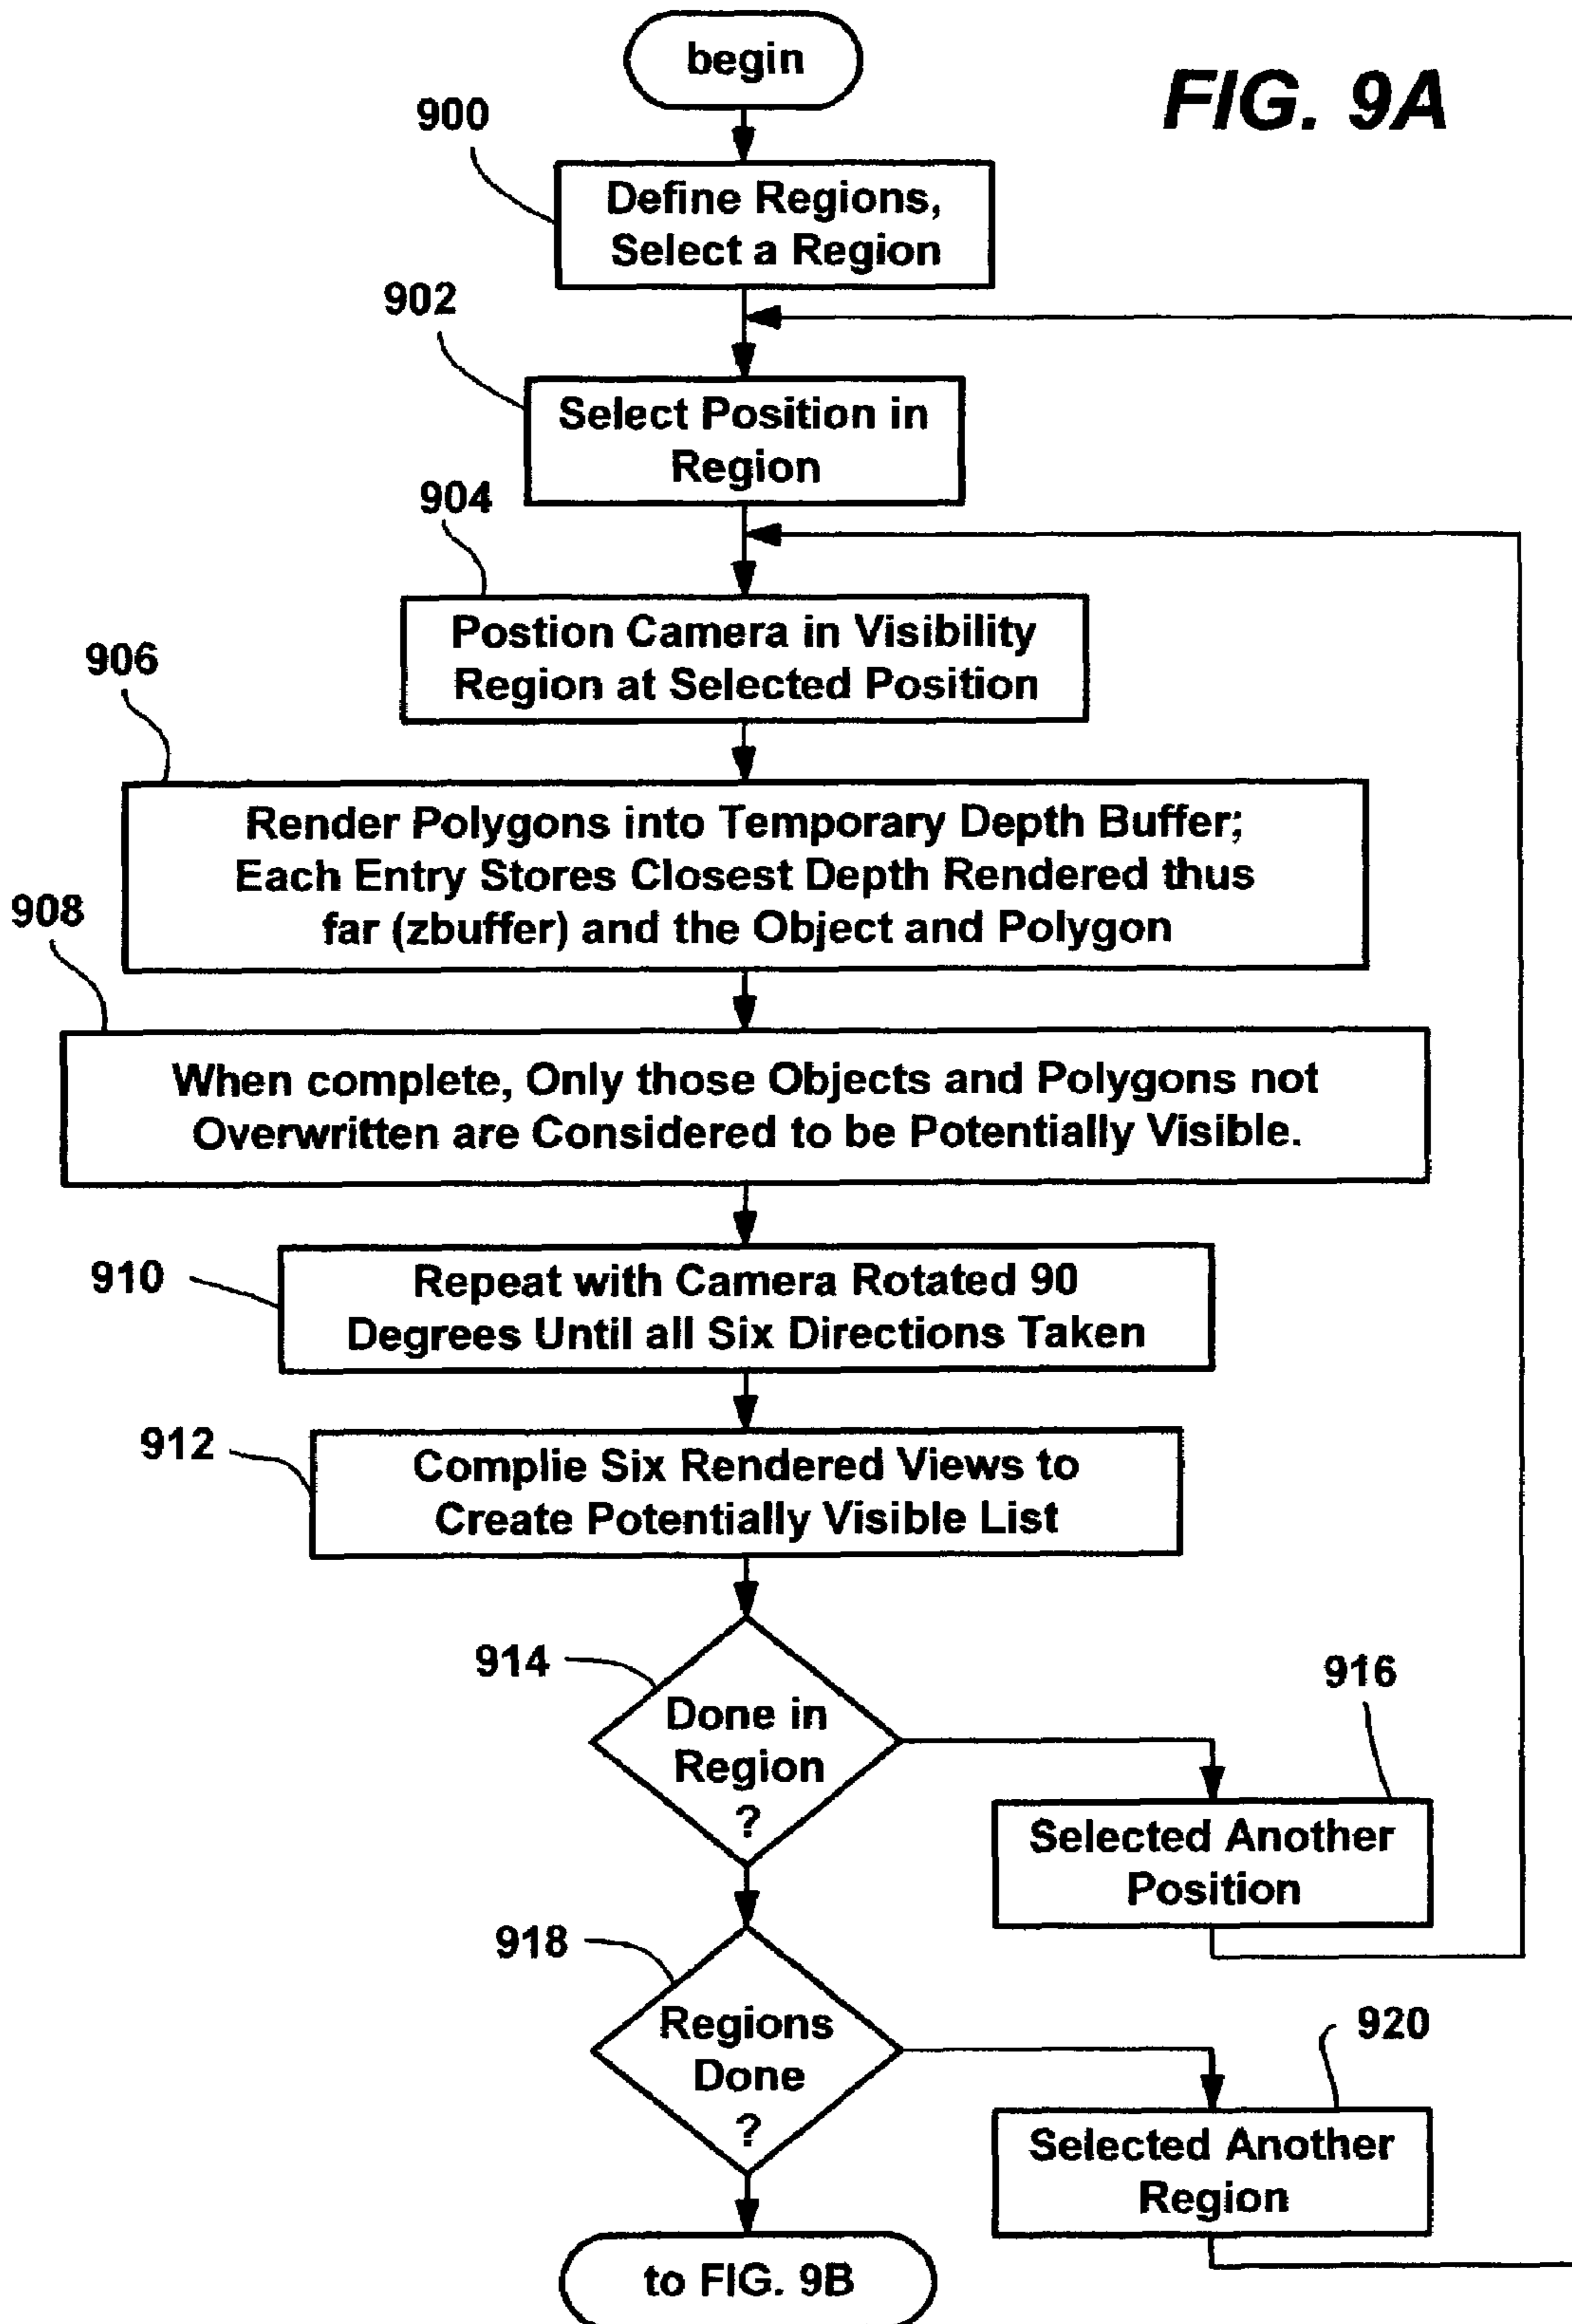 begin
FIG. 9A
900
Define Regions,
Select a Region
902
Select Position in
Region
904
Postion Camera in Visibility
Region at Selected Position
906
Render Polygons into Temporary Depth Buffer;
Each Entry Stores Closest Depth Rendered thus
far (zbuffer) and the Object and Polygon
908
When complete, Only those Objects and Polygons not
Overwritten are Considered to be Potentially Visible.
910
Repeat with Camera Rotated 90
Degrees Until all Six Directions Taken
912
Complie Six Rendered Views to
Create Potentially Visible List
914
Done in
Region
?
916
Selected Another
Position
918
Regions
Done
?
920
Selected Another
Region
to FIG. 9B